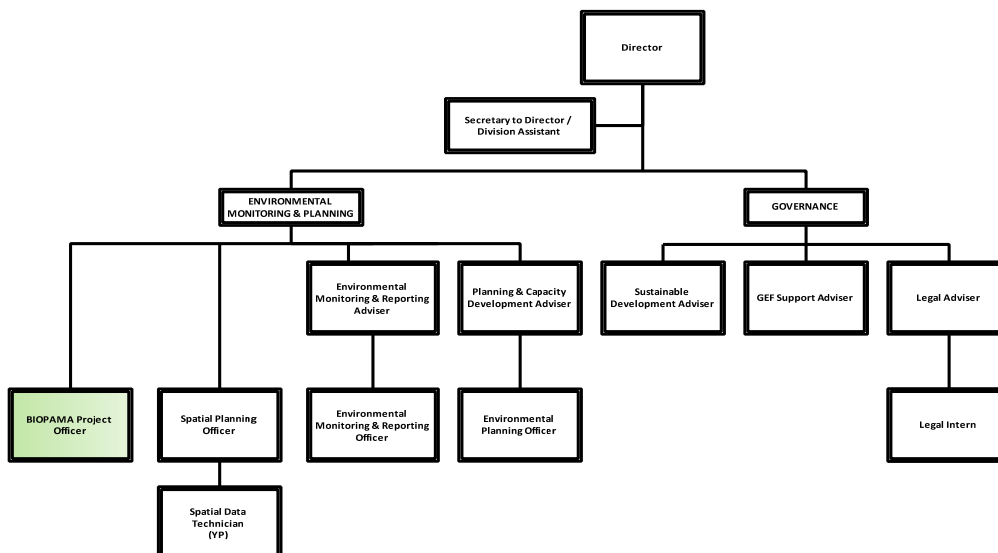 Director
Secretary to Director /
Division Assistant
ENVIRONMENTAL
MONITORING & PLANNING
GOVERNANCE
Environmental
Monitoring & Reporting
Adviser
Planning & Capacity
Development Adviser
Sustainable
Development Adviser
GEF Support Adviser
Legal Adviser
BIOPAMA Project
Officer
Spatial Planning
Officer
Environmental
Monitoring & Reporting
Officer
Environmental
Planning Officer
Legal Intern
Spatial Data
Technician
(YP)